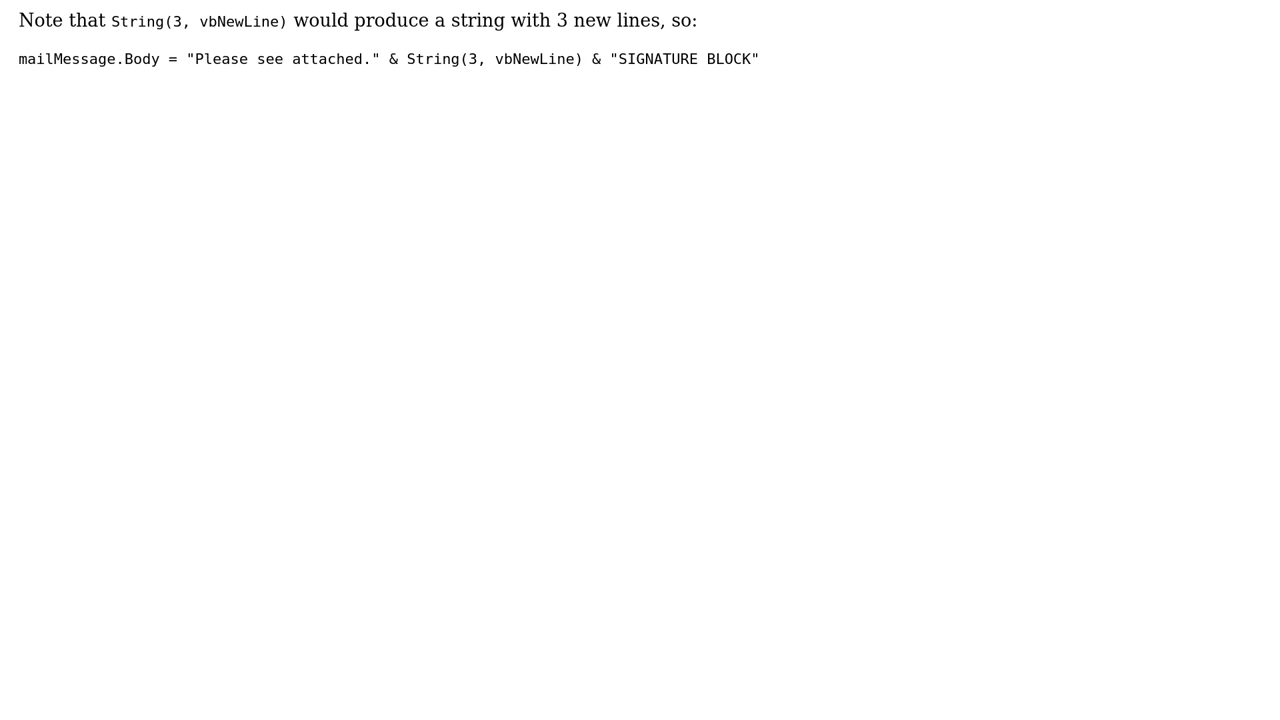 Note that String(3, vbNewLine) would produce a string with 3 new lines, so:
mailMessage.Body = "Please see attached." & String(3, vbNewLine) & "SIGNATURE BLOCK"